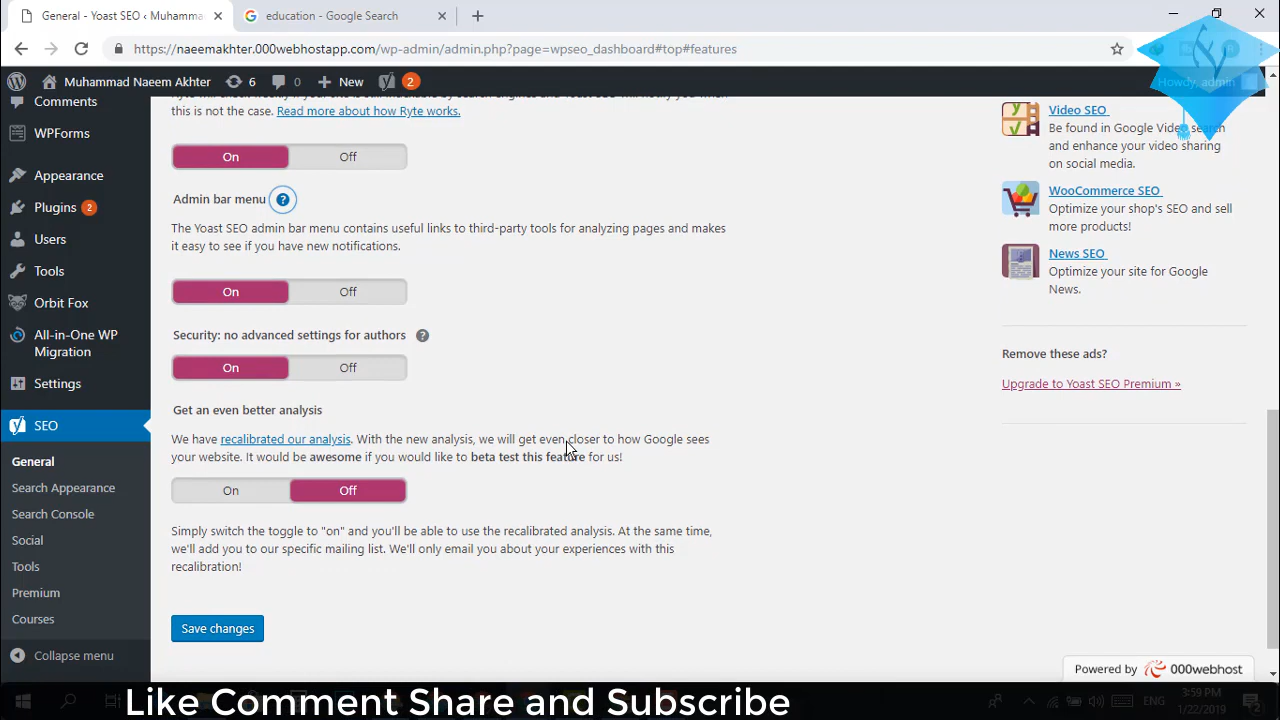 General - Yoast SEO ‹ Muhamma
education - Google Search
https://naeemakhter.000webhostapp.com/wp-admin/admin.php?page=wpseo_dashboard#top#features
Muhammad Naeem Akhter
6
0
New
2
Howdy, admin
Comments
WPForms
Appearance
Plugins 2
Users
Tools
Orbit Fox
All-in-One WP
Migration
Settings
SEO
General
Search Appearance
Search Console
Social
Tools
Premium
Courses
Collapse menu
this is not the case. Read more about how Ryte works.
On Off
Admin bar menu ?
The Yoast SEO admin bar menu contains useful links to third-party tools for analyzing pages and makes
it easy to see if you have new notifications.
On Off
Security: no advanced settings for authors ?
On Off
Get an even better analysis
We have recalibrated our analysis. With the new analysis, we will get even closer to how Google sees
your website. It would be awesome if you would like to beta test this feature for us!
On Off
Simply switch the toggle to "on" and you'll be able to use the recalibrated analysis. At the same time,
we'll add you to our specific mailing list. We'll only email you about your experiences with this
recalibration!
Save changes
Video SEO
Be found in Google Video search
and enhance your video sharing
on social media.
WooCommerce SEO
Optimize your shop's SEO and sell
more products!
News SEO
Optimize your site for Google
News.
Remove these ads?
Upgrade to Yoast SEO Premium »
Powered by 000webhost
Like Comment Share and Subscribe
ENG
3:59 PM
1/22/2019
2